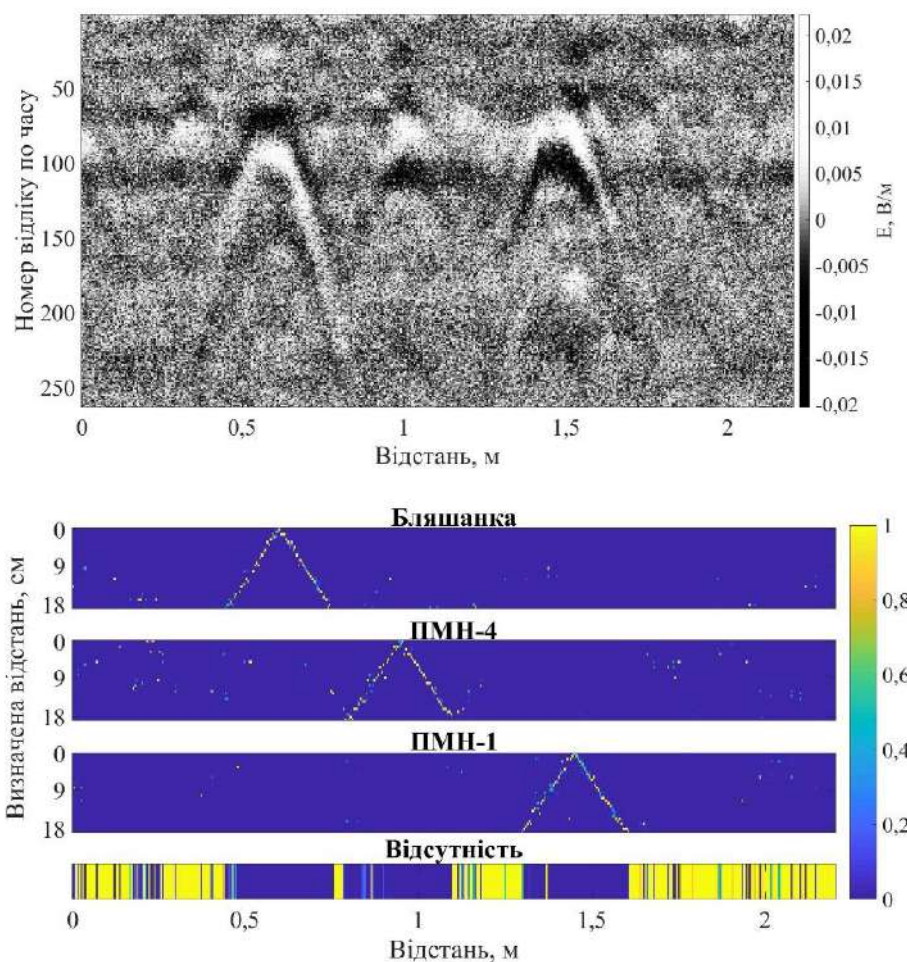 0,02
0,015
0,01
0,005
0
-0,005
-0,01
-0,015
-0,02
E, В/м
50
100
150
200
250
Номер відліку по часу
0 0,5 1 1,5 2
Відстань, м
Бляшанка
0
9
18
ПМН-4
0
9
18
ПМН-1
0
9
18
Визначена відстань, см
Відсутність
0 0,5 1 1,5 2
Відстань, м
1
0,8
0,6
0,4
0,2
0